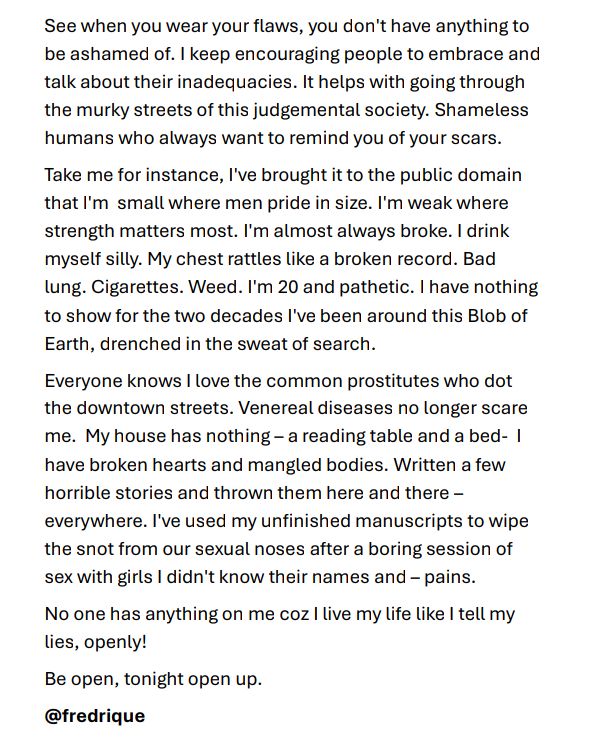 See when you wear your flaws, you don't have anything to
be ashamed of. I keep encouraging people to embrace and
talk about their inadequacies. It helps with going through
the murky streets of this judgemental society. Shameless
humans who always want to remind you of your scars.
Take me for instance, I've brought it to the public domain
that I'm  small where men pride in size. I'm weak where
strength matters most. I'm almost always broke. I drink
myself silly. My chest rattles like a broken record. Bad
lung. Cigarettes. Weed. I'm 20 and pathetic. I have nothing
to show for the two decades I've been around this Blob of
Earth, drenched in the sweat of search.
Everyone knows I love the common prostitutes who dot
the downtown streets. Venereal diseases no longer scare
me.  My house has nothing – a reading table and a bed-  I
have broken hearts and mangled bodies. Written a few
horrible stories and thrown them here and there –
everywhere. I've used my unfinished manuscripts to wipe
the snot from our sexual noses after a boring session of
sex with girls I didn't know their names and – pains.
No one has anything on me coz I live my life like I tell my
lies, openly!
Be open, tonight open up.
@fredrique